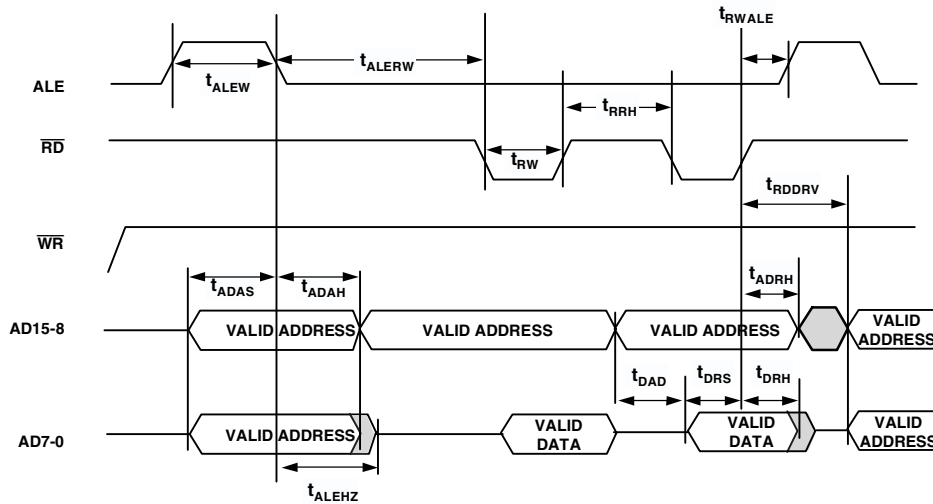 tRWALE
ALE
tALEW
tALERW
tRRH
RD
tRW
tRDDRV
WR
tADAS
tADAH
tADRH
AD15-8
VALID ADDRESS
VALID ADDRESS
VALID ADDRESS
VALID
ADDRESS
tDAD
tDRS
tDRH
AD7-0
VALID ADDRESS
VALID
DATA
VALID
DATA
VALID
ADDRESS
tALEHZ